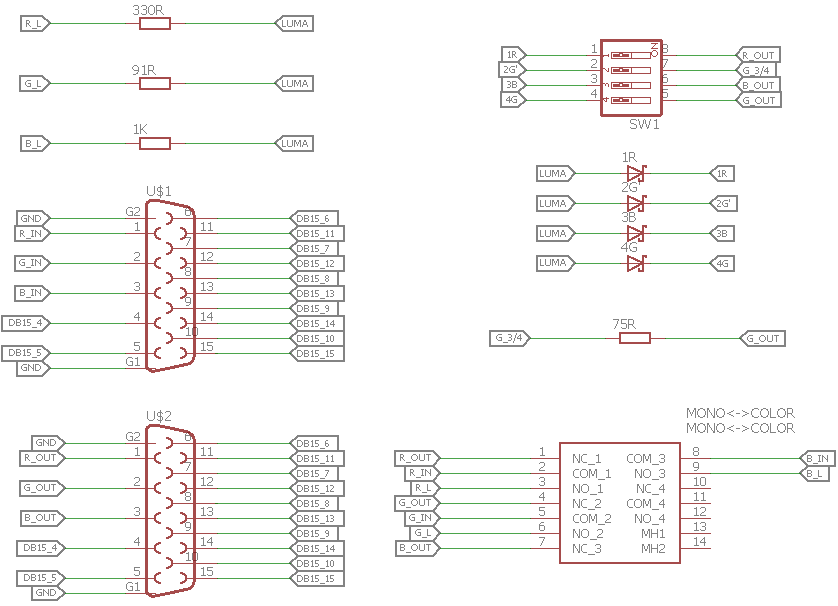 330R
R_L LUMA
91R
G_L LUMA
1K
B_L LUMA
U$1
GND G2 6 DB15_6
R_IN 1 11 DB15_11
7 DB15_7
G_IN 2 12 DB15_12
8 DB15_8
B_IN 3 13 DB15_13
9 DB15_9
DB15_4 4 14 DB15_14
10 DB15_10
DB15_5 5 15 DB15_15
GND G1
U$2
GND G2 6 DB15_6
R_OUT 1 11 DB15_11
7 DB15_7
G_OUT 2 12 DB15_12
8 DB15_8
B_OUT 3 13 DB15_13
9 DB15_9
DB15_4 4 14 DB15_14
10 DB15_10
DB15_5 5 15 DB15_15
GND G1
1R 1 1 ON 8 R_OUT
2G' 2 2 7 G_3/4
3B 3 3 6 B_OUT
4G 4 4 5 G_OUT
SW1
1R
LUMA 1R
2G'
LUMA 2G'
3B
LUMA 3B
4G
LUMA 4G
75R
G_3/4 G_OUT
MONO<->COLOR
MONO<->COLOR
R_OUT 1 NC_1 COM_3 8 B_IN
R_IN 2 COM_1 NO_3 9 B_L
R_L 3 NO_1 NC_4 10
G_OUT 4 NC_2 COM_4 11
G_IN 5 COM_2 NO_4 12
G_L 6 NO_2 MH1 13
B_OUT 7 NC_3 MH2 14